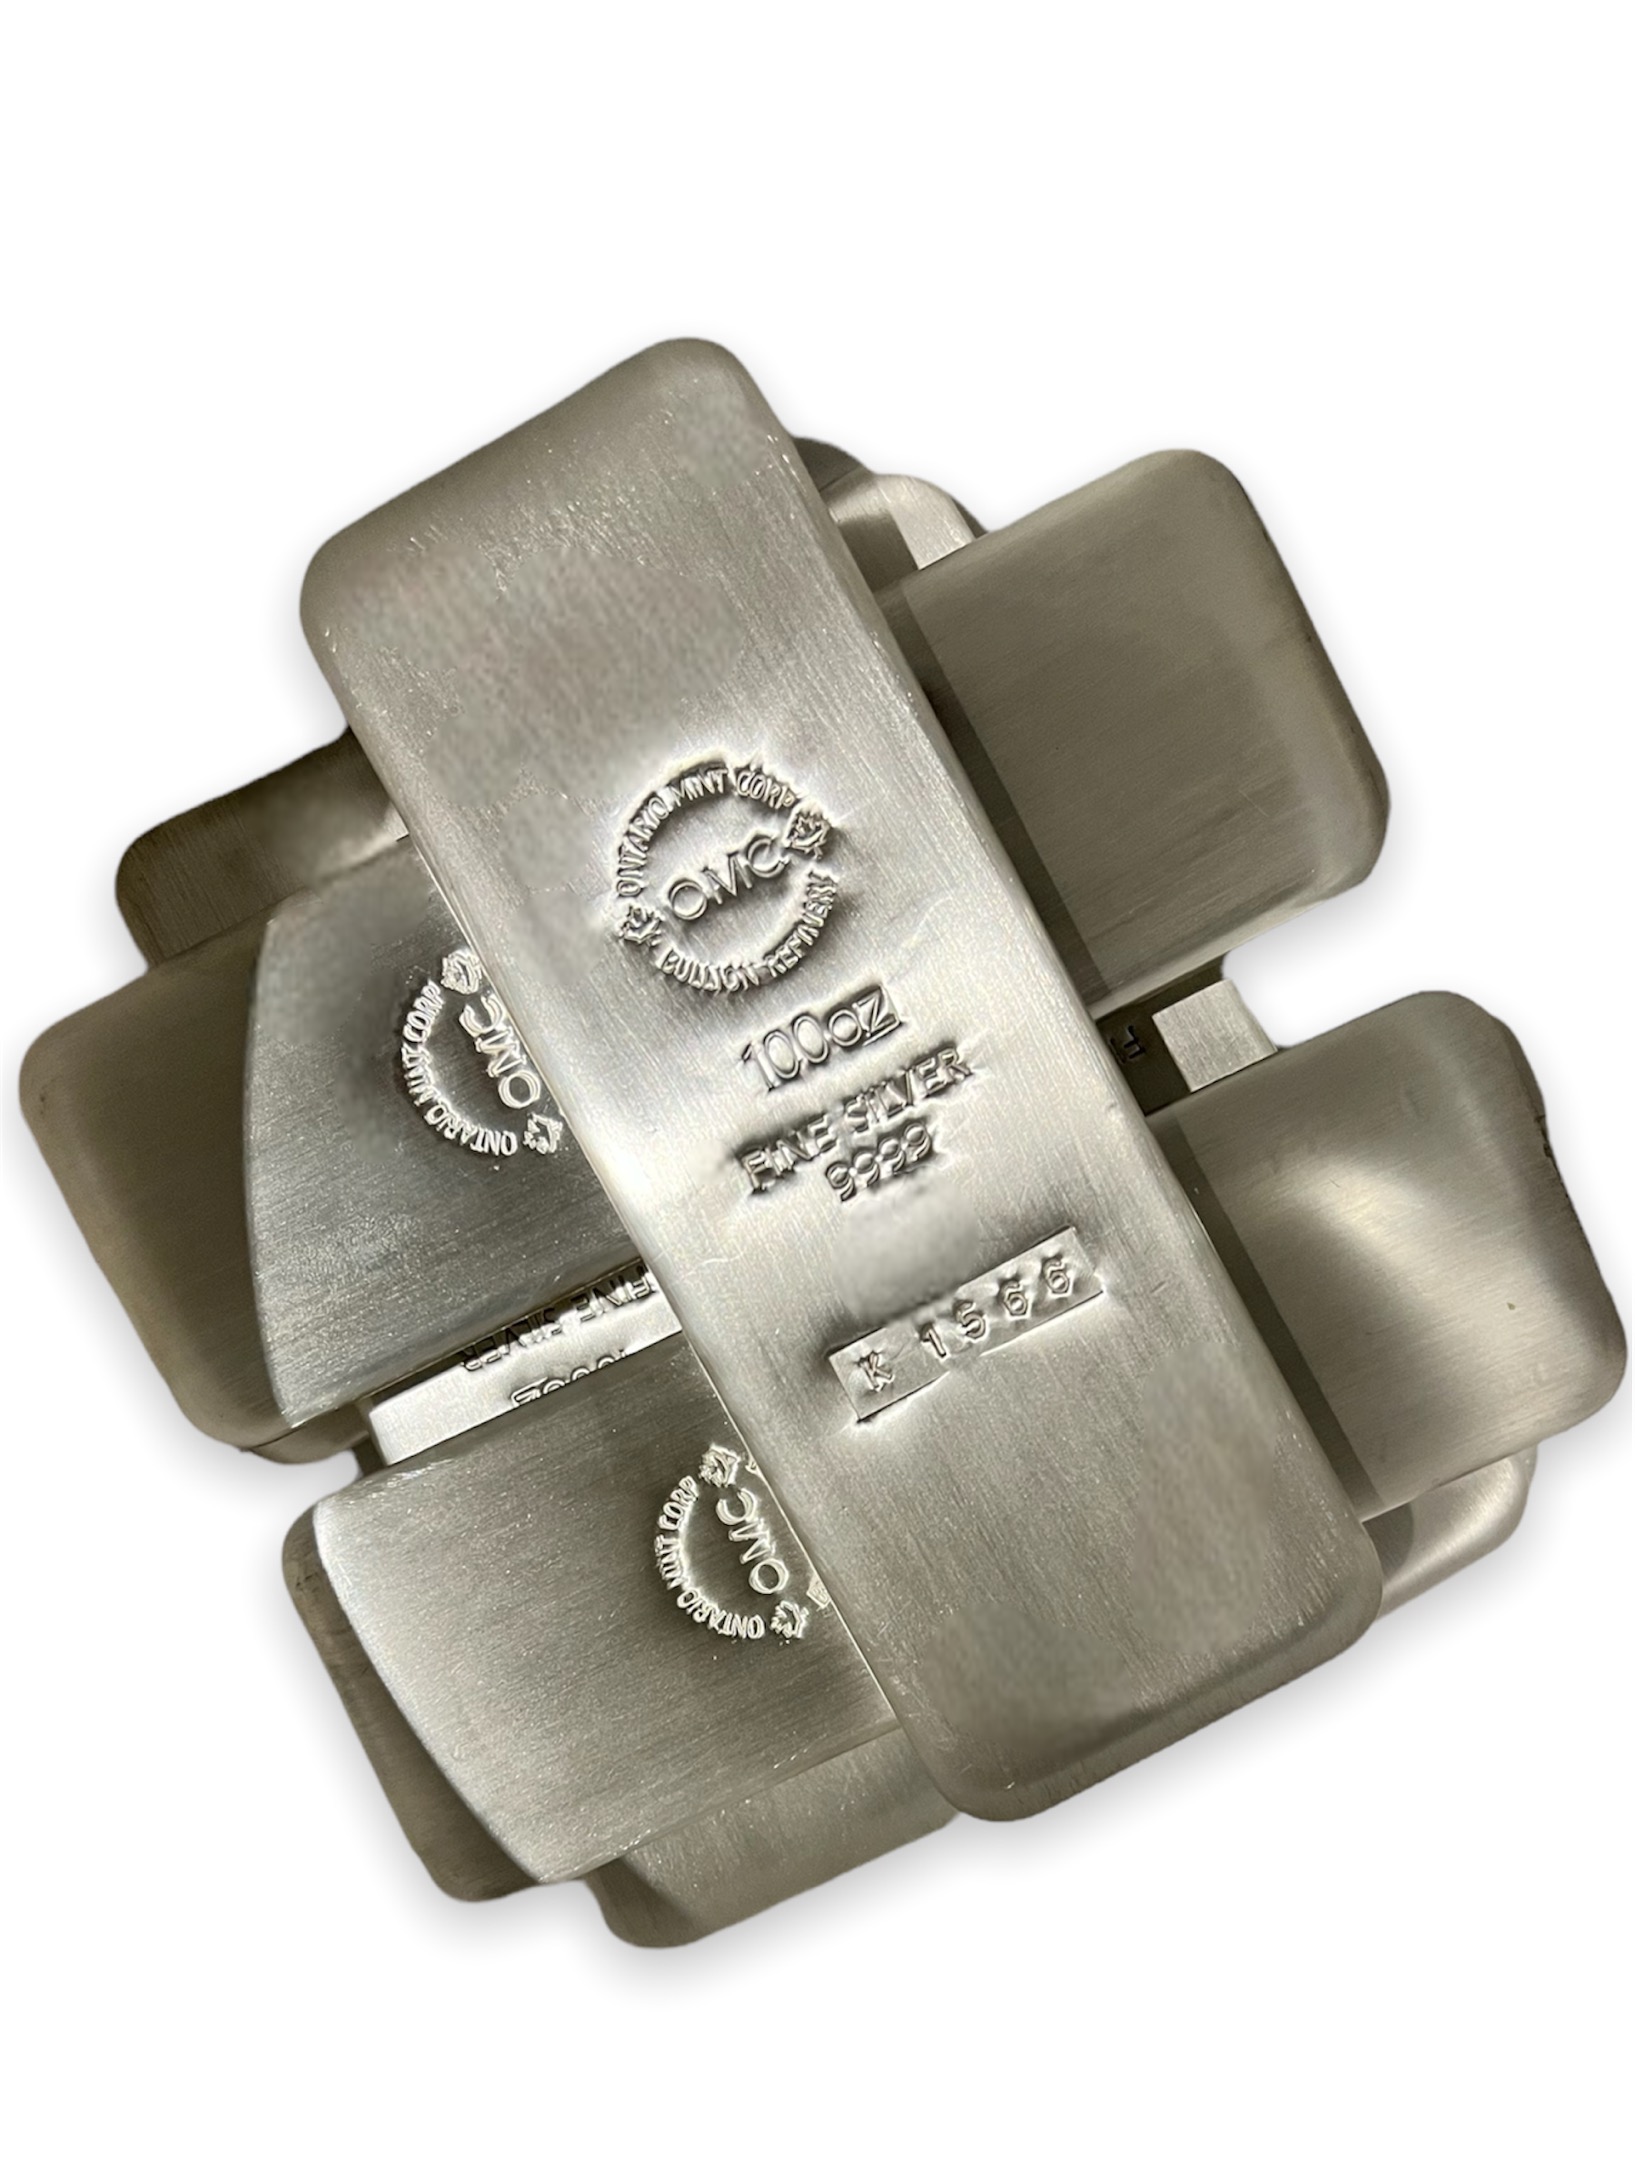 ONTARIO MINT CORP
OMC
BULLION REFINERY
100oz
FINE SILVER
9999
K 1566
ONTARIO MINT CORP
OMC
FINE SILVER
100oz
ONTARIO MINT CORP
OMC